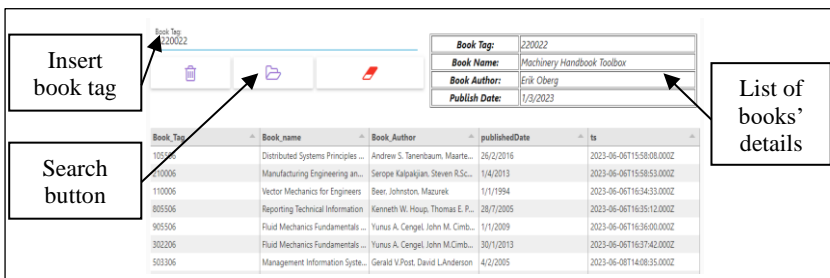 Book Tag:
220022
Insert
book tag
Search
button
List of
books'
details
Book Tag: 220022
Book Name: Machinery Handbook Toolbox
Book Author: Erik Oberg
Publish Date: 1/3/2023
Book_Tag Book_name Book_Author publishedDate ts
105506 Distributed Systems Principles ... Andrew S. Tanenbaum, Maarte... 26/2/2016 2023-06-06T15:58:08.000Z
210006 Manufacturing Engineering an... Serope Kalpakjian, Steven R.Sc... 1/4/2013 2023-06-06T15:58:53.000Z
110006 Vector Mechanics for Engineers Beer, Johnston, Mazurek 1/1/1994 2023-06-06T16:34:33.000Z
805506 Reporting Technical Information Kenneth W. Houp, Thomas E. P... 28/7/2005 2023-06-06T16:35:12.000Z
905506 Fluid Mechanics Fundamentals ... Yunus A. Cengel, John M. Cimb... 1/1/2009 2023-06-06T16:36:00.000Z
302206 Fluid Mechanics Fundamentals ... Yunus A. Cengel, John M.Cimb... 30/1/2013 2023-06-06T16:37:42.000Z
503306 Management Information Syste... Gerald V.Post, David L.Anderson 4/2/2005 2023-06-08T14:08:35.000Z